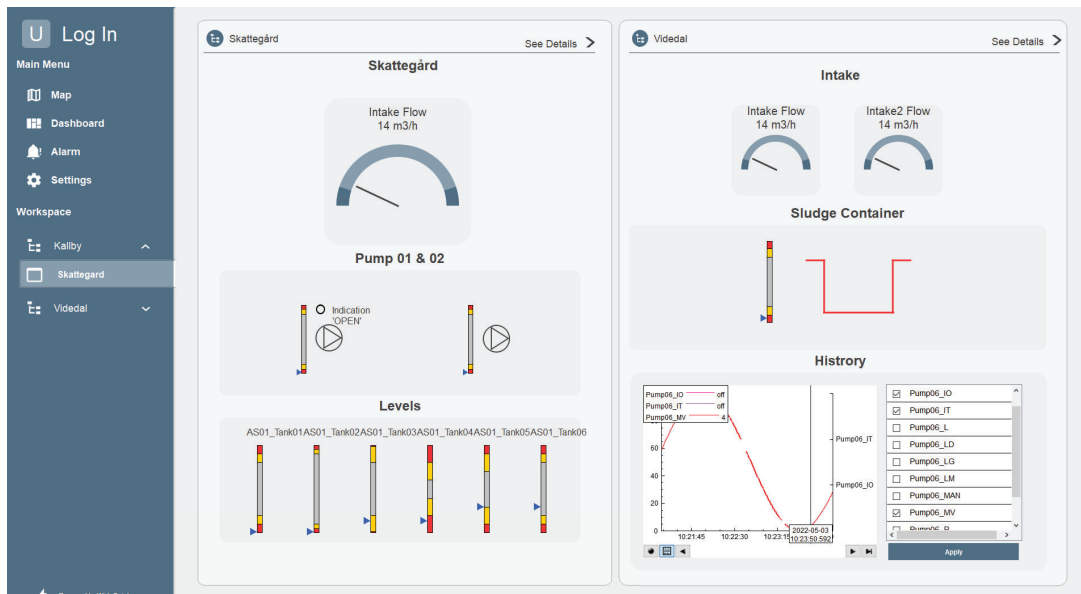 U Log In
Main Menu
Map
Dashboard
Alarm
Settings
Workspace
Kallby
Skattegard
Videdal
Skattegård
See Details
Skattegård
Intake Flow
14 m3/h
Pump 01 & 02
Indication
'OPEN'
Levels
AS01_Tank01AS01_Tank02AS01_Tank03AS01_Tank04AS01_Tank05AS01_Tank06
Videdal
See Details
Intake
Intake Flow
14 m3/h
Intake2 Flow
14 m3/h
Sludge Container
Histrory
Pump06_IO off
Pump06_IT off
Pump06_MV 4
60
40
20
0
10:21:45
10:22:30
10:23:15
2022-05-03
10:23:50.592
Pump06_IT
Pump06_IO
Pump06_IO
Pump06_IT
Pump06_L
Pump06_LD
Pump06_LG
Pump06_LM
Pump06_MAN
Pump06_MV
Apply